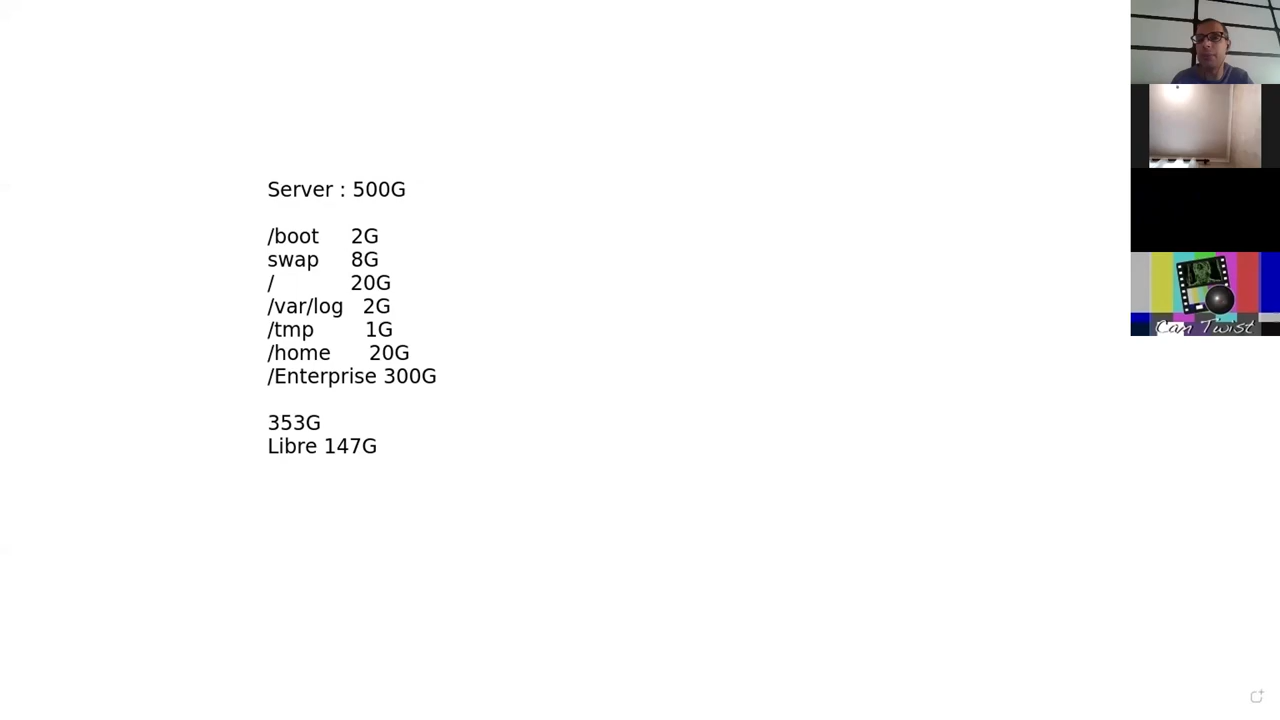 Server : 500G
/boot 2G
swap 8G
/ 20G
/var/log 2G
/tmp 1G
/home 20G
/Enterprise 300G
353G
Libre 147G
Cam Twist